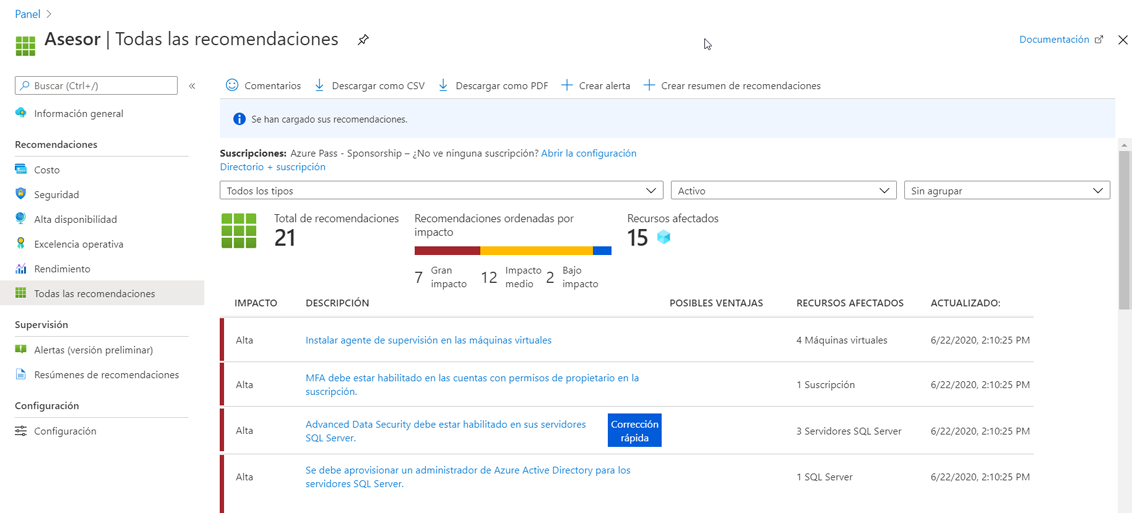 Panel
Asesor | Todas las recomendaciones
Documentación
Buscar (Ctrl+/)
Información general
Recomendaciones
Costo
Seguridad
Alta disponibilidad
Excelencia operativa
Rendimiento
Todas las recomendaciones
Supervisión
Alertas (versión preliminar)
Resúmenes de recomendaciones
Configuración
Configuración
Comentarios
Descargar como CSV
Descargar como PDF
Crear alerta
Crear resumen de recomendaciones
Se han cargado sus recomendaciones.
Suscripciones: Azure Pass - Sponsorship – ¿No ve ninguna suscripción? Abrir la configuración
Directorio + suscripción
Todos los tipos
Activo
Sin agrupar
Total de recomendaciones
21
Recomendaciones ordenadas por
impacto
7 Gran
impacto
12 Impacto
medio
2 Bajo
impacto
Recursos afectados
15
IMPACTO DESCRIPCIÓN POSIBLES VENTAJAS RECURSOS AFECTADOS ACTUALIZADO:
Alta Instalar agente de supervisión en las máquinas virtuales 4 Máquinas virtuales 6/22/2020, 2:10:25 PM
Alta MFA debe estar habilitado en las cuentas con permisos de propietario en la
suscripción. 1 Suscripción 6/22/2020, 2:10:25 PM
Alta Advanced Data Security debe estar habilitado en sus servidores
SQL Server. Corrección
rápida 3 Servidores SQL Server 6/22/2020, 2:10:25 PM
Alta Se debe aprovisionar un administrador de Azure Active Directory para los
servidores SQL Server. 1 SQL Server 6/22/2020, 2:10:25 PM